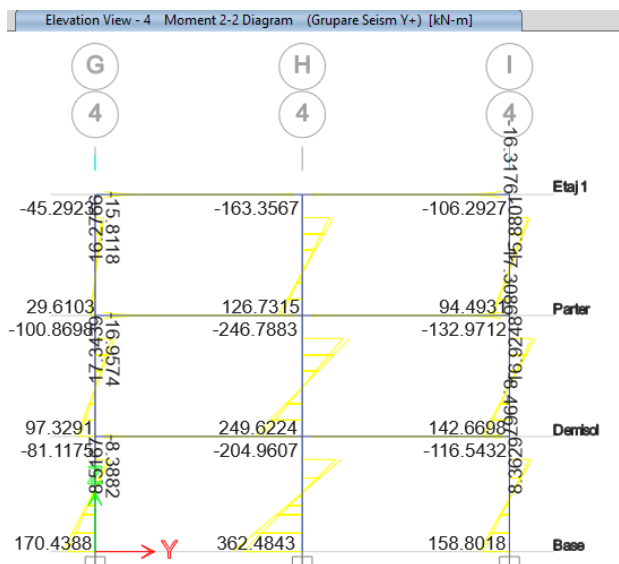 Elevation View - 4 Moment 2-2 Diagram (Grupare Seism Y+) [kN-m]
G H I
4 4 4
Etaj 1
-45.2923 -163.3567 -106.2927
-15.8118
-16.3176
29.6103 126.7315 94.4931 Parter
-100.8698 -246.7883 -132.9712
-16.9574
97.3291 249.6224 142.6698 Demisol
-81.1175 -204.9607 -116.5432
-8.3882
170.4388 362.4843 158.8018 Base
Y